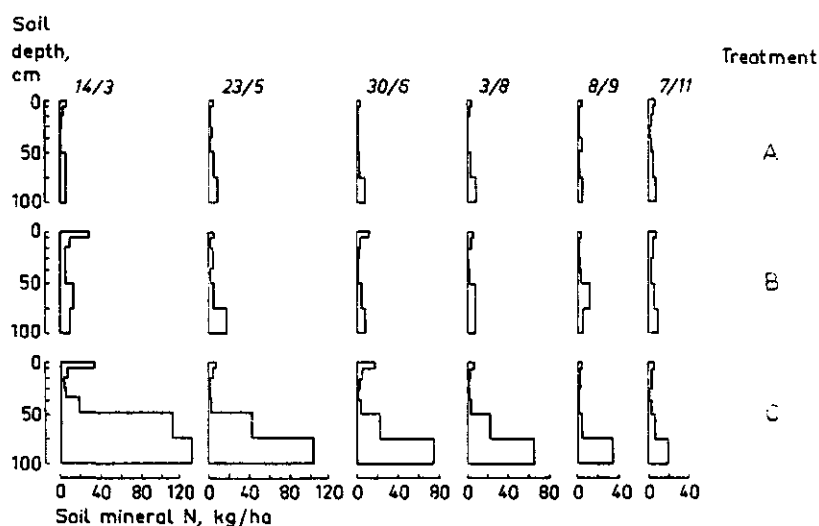 Soil
depth,
cm
Treatment
14/3 23/5 30/6 3/8 8/9 7/11
0
50
100
A
0
50
100
B
0
50
100
C
0 40 80 120 0 40 80 120 0 40 80 0 40 80 0 40 0 40
Soil mineral N, kg/ha